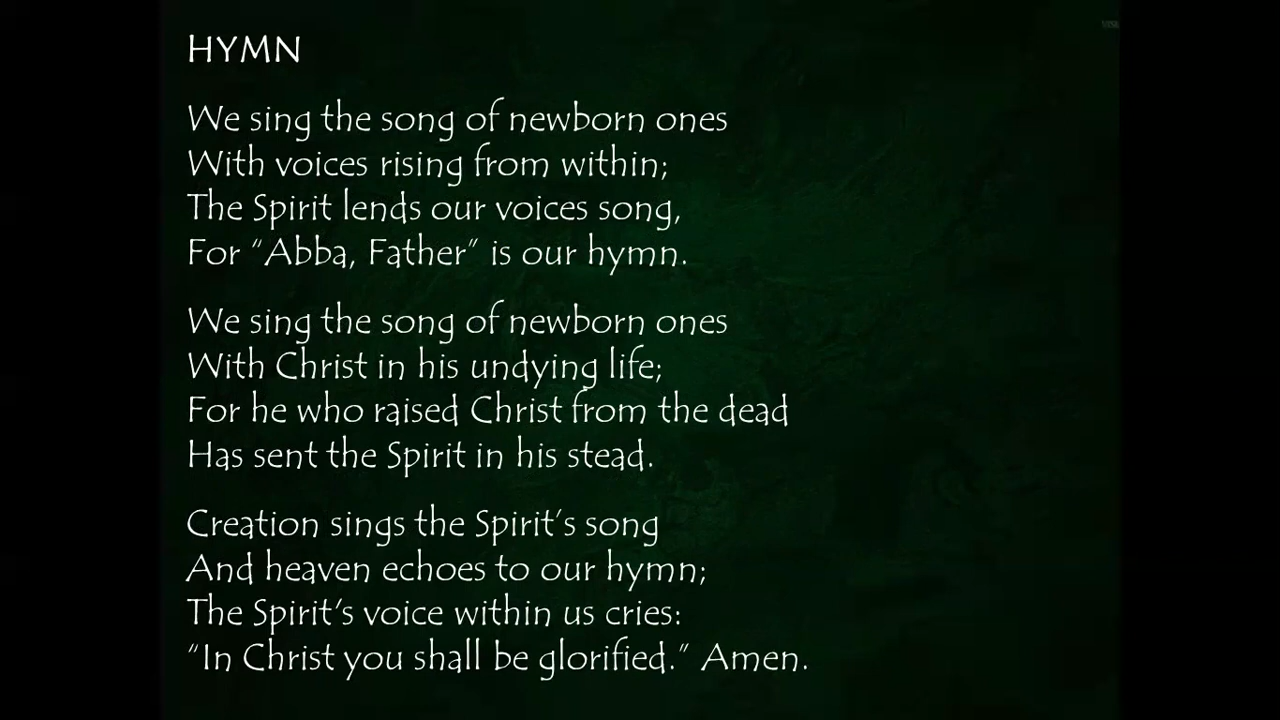 HYMN
We sing the song of newborn ones
With voices rising from within;
The Spirit lends our voices song,
For “Abba, Father” is our hymn.
We sing the song of newborn ones
With Christ in his undying life;
For he who raised Christ from the dead
Has sent the Spirit in his stead.
Creation sings the Spirit’s song
And heaven echoes to our hymn;
The Spirit’s voice within us cries:
“In Christ you shall be glorified.” Amen.